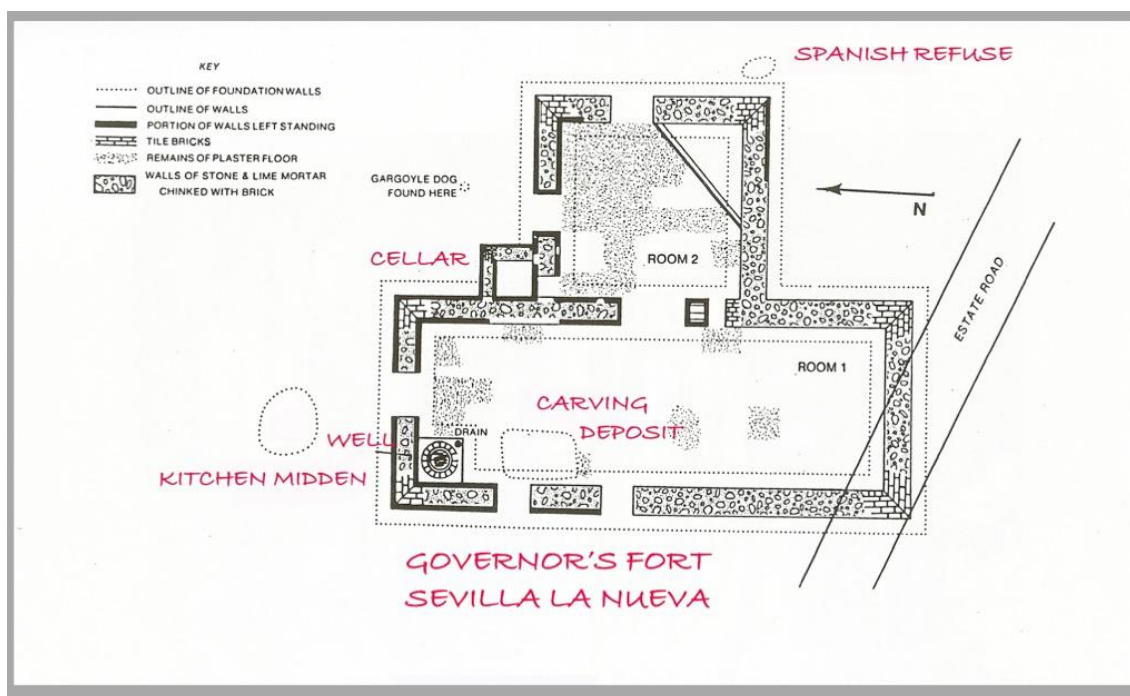 SPANISH REFUSE
KEY
OUTLINE OF FOUNDATION WALLS
OUTLINE OF WALLS
PORTION OF WALLS LEFT STANDING
TILE BRICKS
REMAINS OF PLASTER FLOOR
WALLS OF STONE & LIME MORTAR
CHINKED WITH BRICK
GARGOYLE DOG
FOUND HERE
N
CELLAR
ROOM 2
ESTATE ROAD
ROOM 1
CARVING
DEPOSIT
DRAIN
WELL
KITCHEN MIDDEN
GOVERNOR'S FORT
SEVILLA LA NUEVA